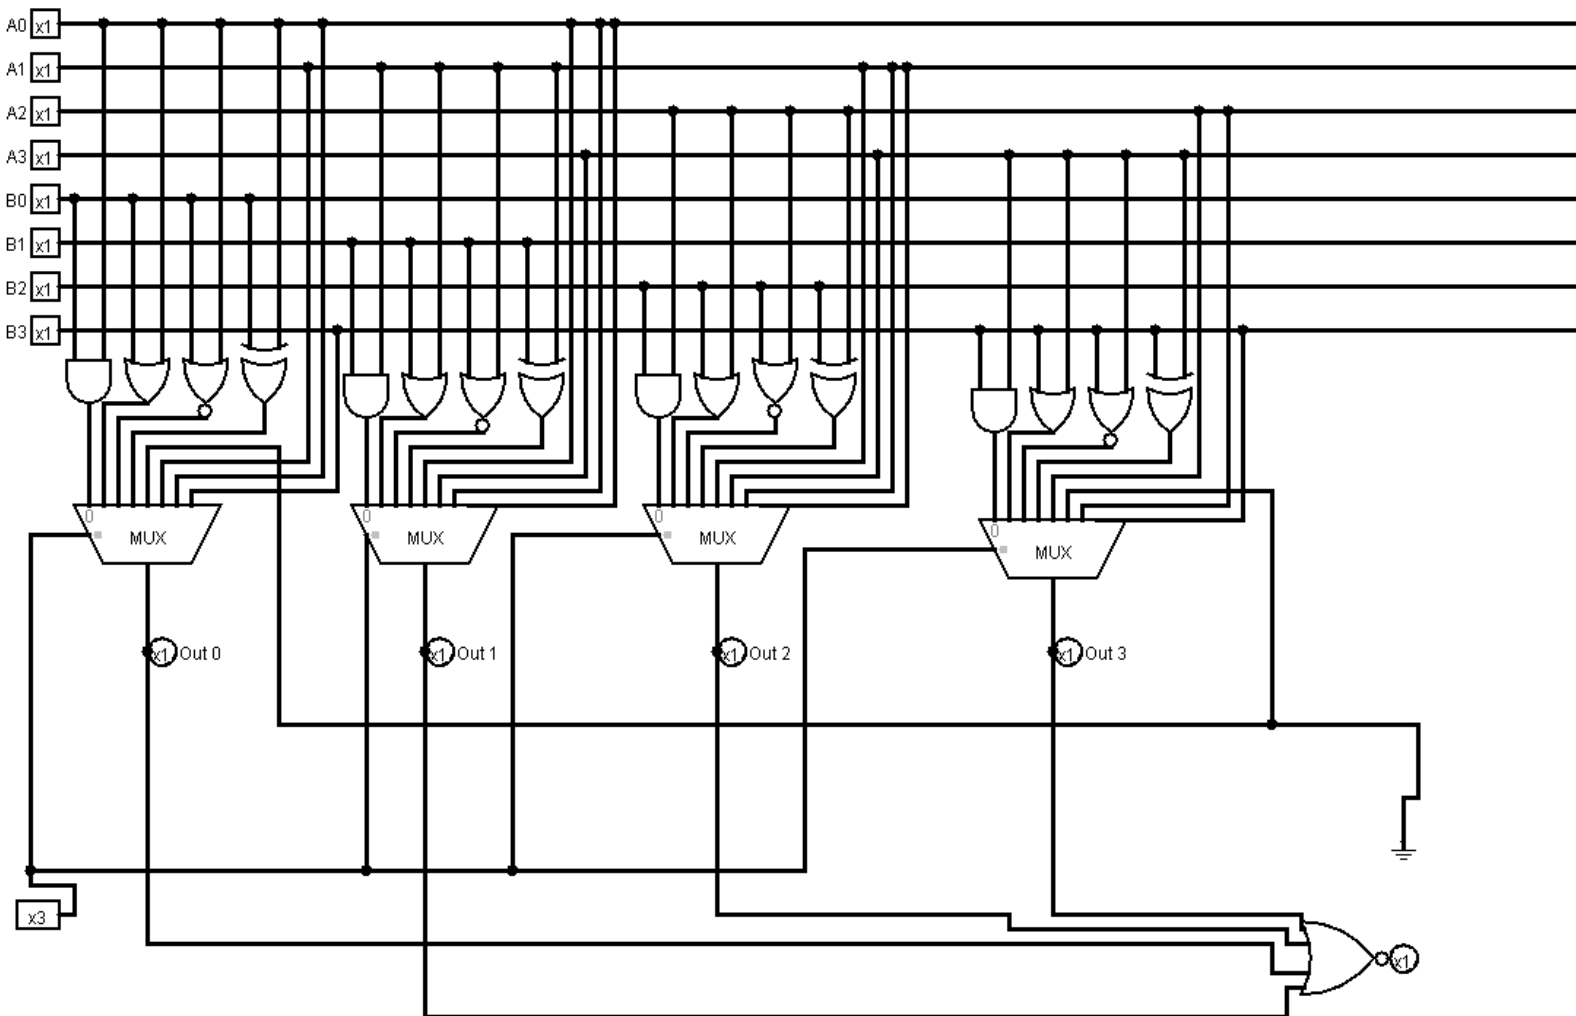 A0 x1
A1 x1
A2 x1
A3 x1
B0 x1
B1 x1
B2 x1
B3 x1
0 0 0 0
MUX MUX MUX MUX
x1 Out 0 x1 Out 1 x1 Out 2 x1 Out 3
x3
x1